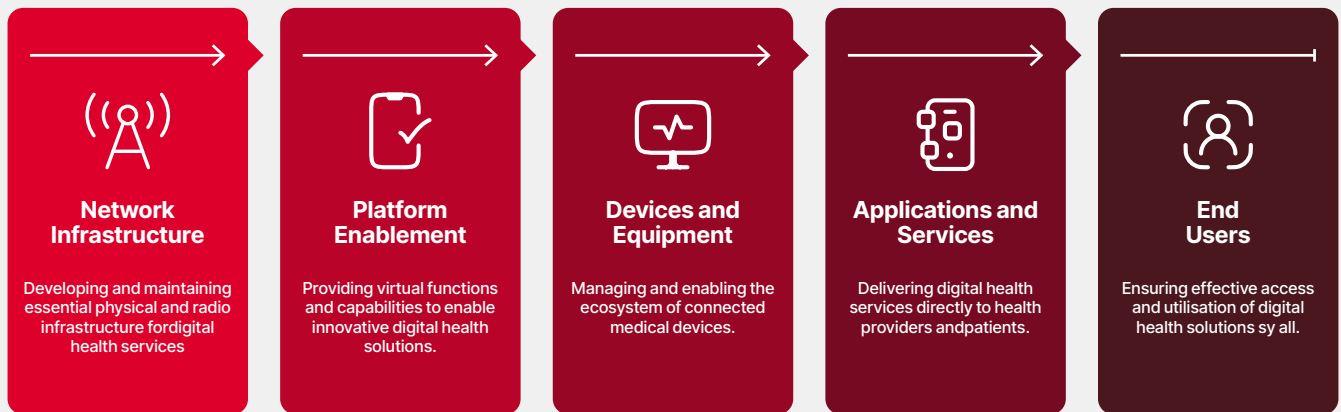 Network
Infrastructure
Developing and maintaining
essential physical and radio
infrastructure fordigital
health services
Platform
Enablement
Providing virtual functions
and capabilities to enable
innovative digital health
solutions.
Devices and
Equipment
Managing and enabling the
ecosystem of connected
medical devices.
Applications and
Services
Delivering digital health
services directly to health
providers andpatients.
End
Users
Ensuring effective access
and utilisation of digital
health solutions sy all.